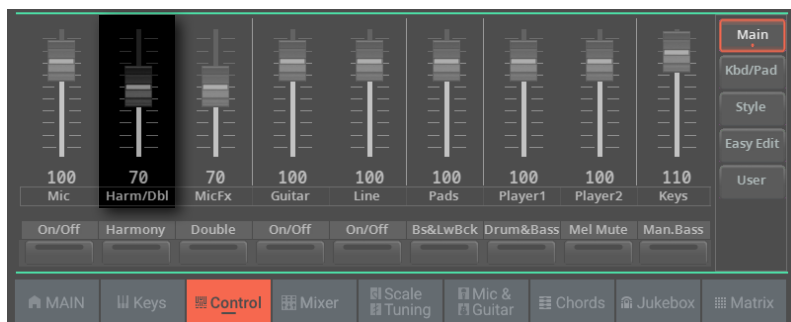 Main
Kbd/Pad
Style
Easy Edit
User
100 70 70 100 100 100 100 100 110
Mic Harm/Dbl MicFx Guitar Line Pads Player1 Player2 Keys
On/Off Harmony Double On/Off On/Off Bs&LwBck Drum&Bass Mel Mute Man.Bass
MAIN Keys Control Mixer Scale Tuning Mic & Guitar Chords Jukebox Matrix